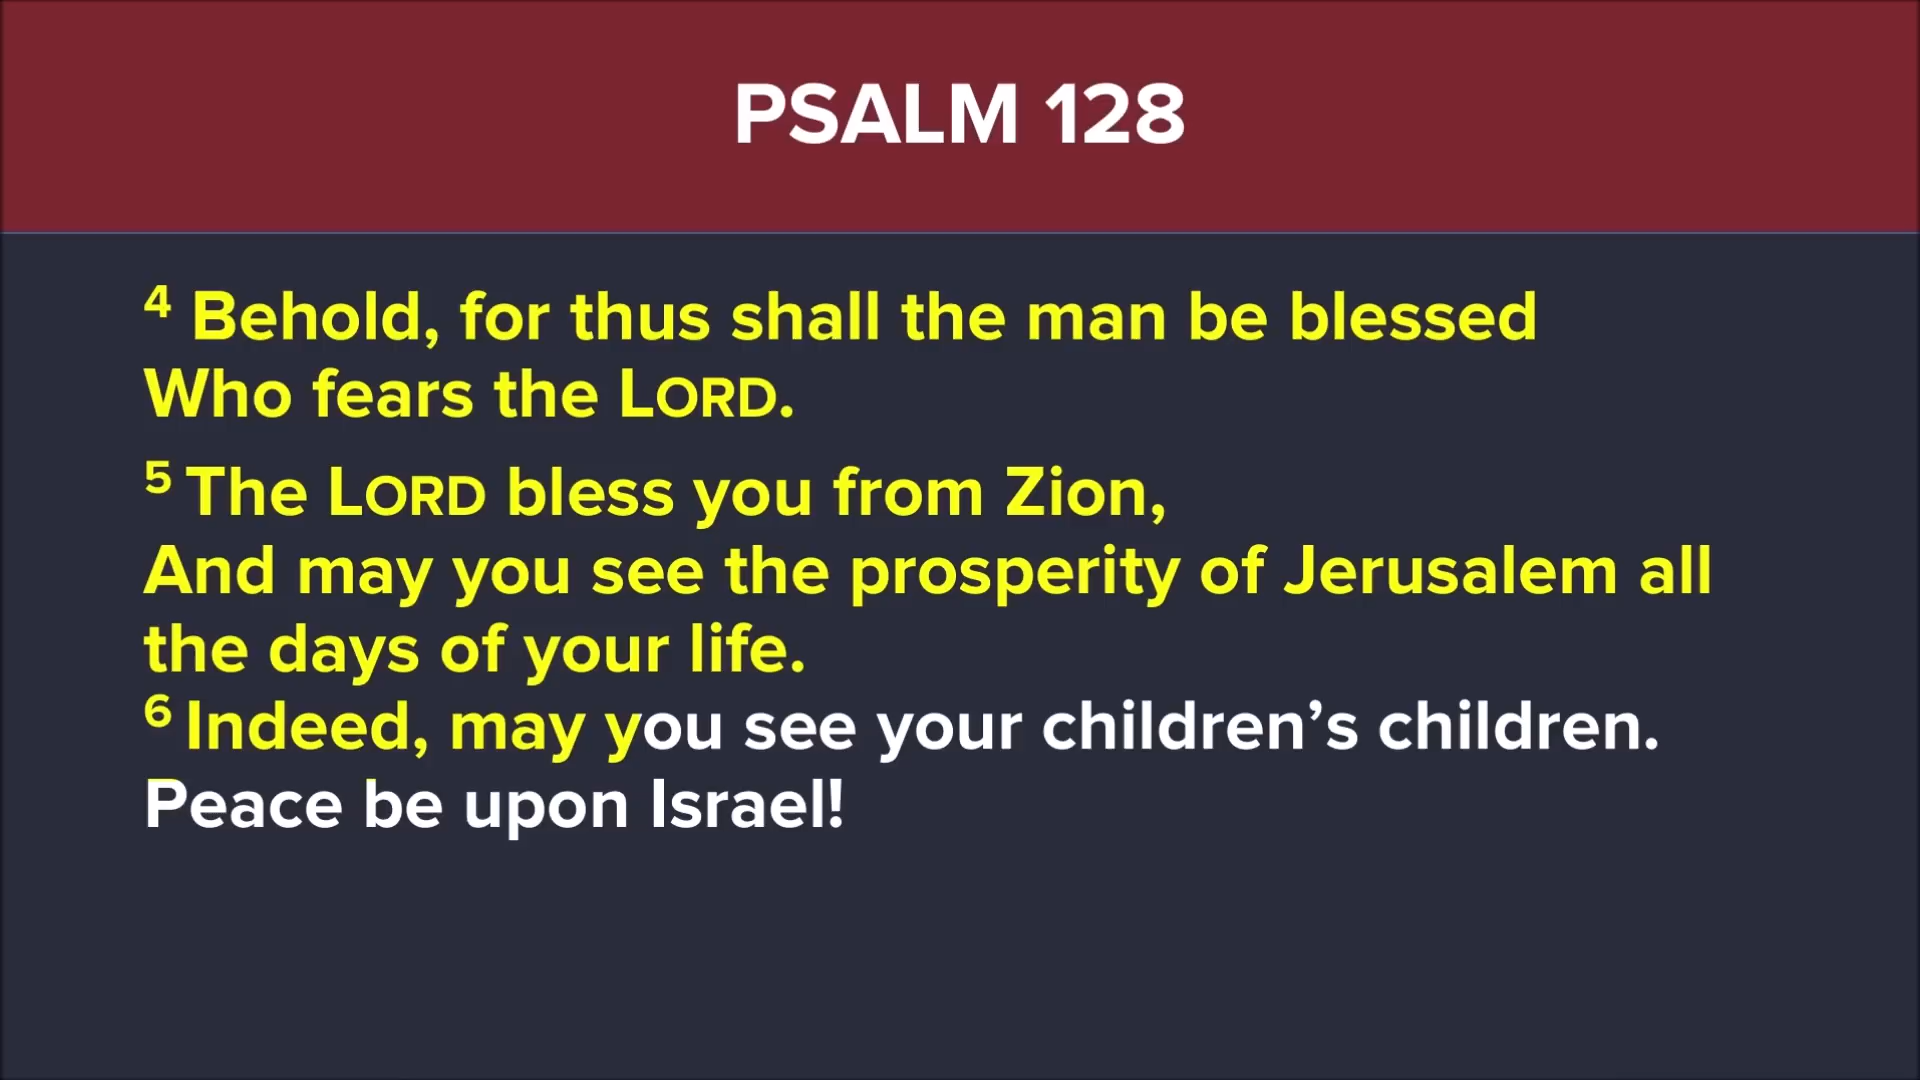 PSALM 128
4 Behold, for thus shall the man be blessed
Who fears the LORD.
5 The LORD bless you from Zion,
And may you see the prosperity of Jerusalem all
the days of your life.
6 Indeed, may you see your children’s children.
Peace be upon Israel!